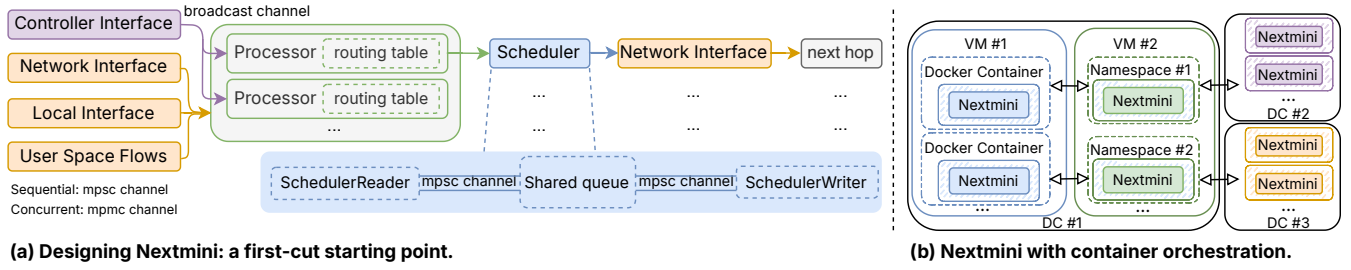 broadcast channel
Controller Interface
Network Interface
Local Interface
User Space Flows
Sequential: mpsc channel
Concurrent: mpmc channel
Processor
routing table
Processor
routing table
...
Scheduler
Network Interface
next hop
...
...
...
...
...
...
SchedulerReader
mpsc channel
Shared queue
mpsc channel
SchedulerWriter
(a) Designing Nextmini: a first-cut starting point.
VM #1
Docker Container
Nextmini
Docker Container
Nextmini
...
VM #2
Namespace #1
Nextmini
Namespace #2
Nextmini
...
DC #1
Nextmini
Nextmini
...
DC #2
Nextmini
Nextmini
...
DC #3
(b) Nextmini with container orchestration.